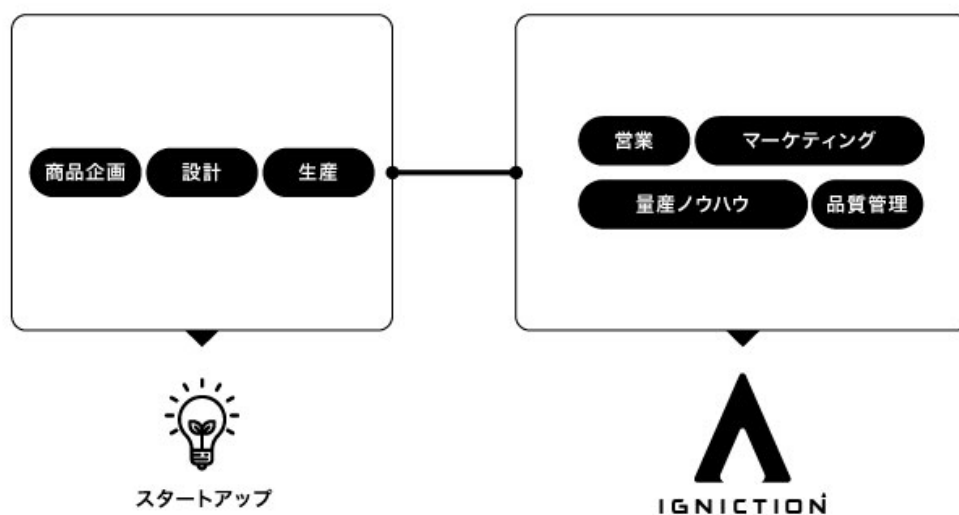 商品企画 設計 生産
営業 マーケティング
量産ノウハウ 品質管理
スタートアップ
IGNICTION